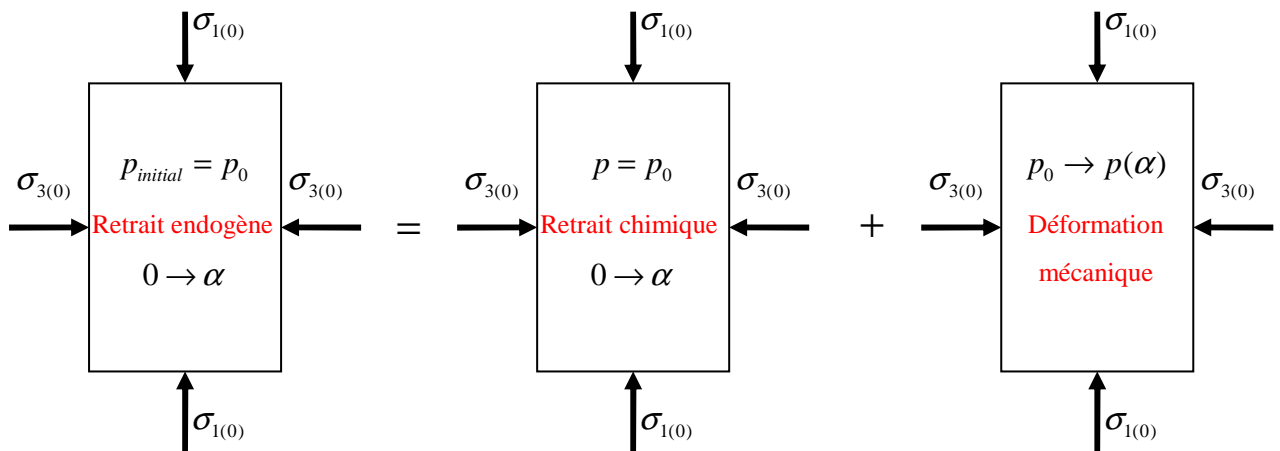 σ1(0) σ1(0) σ1(0)
pinitial = p0 p = p0 p0 → p(α)
σ3(0) σ3(0) σ3(0) σ3(0) σ3(0) σ3(0)
Retrait endogène = Retrait chimique + Déformation
0 → α 0 → α mécanique
σ1(0) σ1(0) σ1(0)